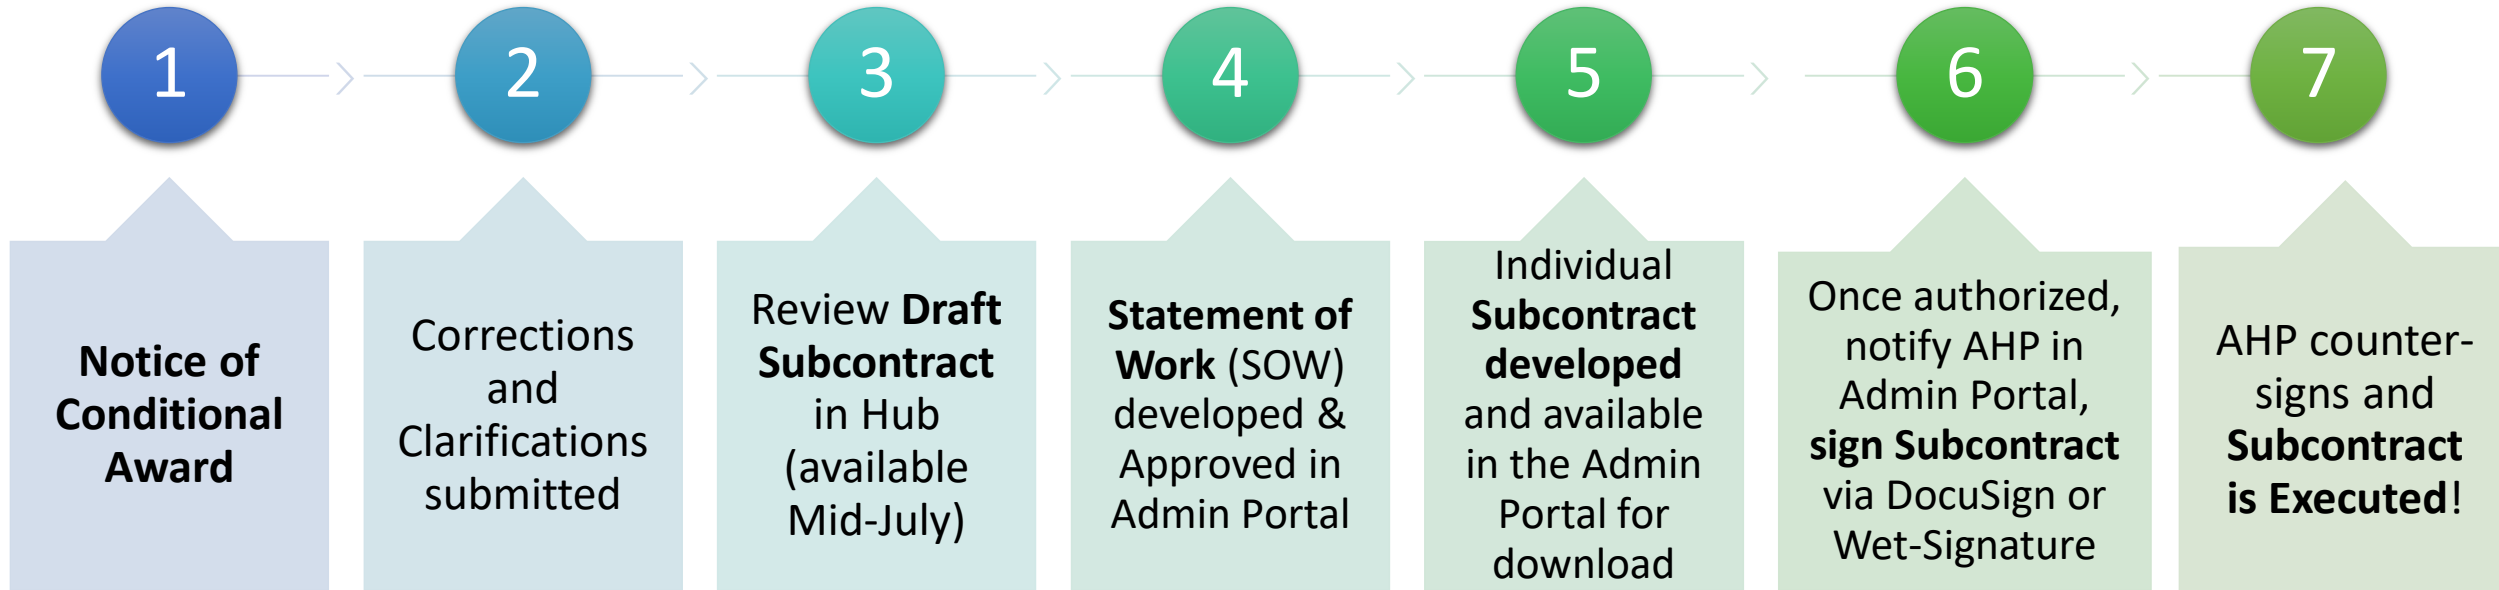 1
2
3
4
5
6
7
Notice of
Conditional
Award
Corrections
and
Clarifications
submitted
Review Draft
Subcontract
in Hub
(available
Mid-July)
Statement of
Work (SOW)
developed &
Approved in
Admin Portal
Individual
Subcontract
developed
and available
in the Admin
Portal for
download
Once authorized,
notify AHP in
Admin Portal,
sign Subcontract
via DocuSign or
Wet-Signature
AHP counter-
signs and
Subcontract
is Executed!